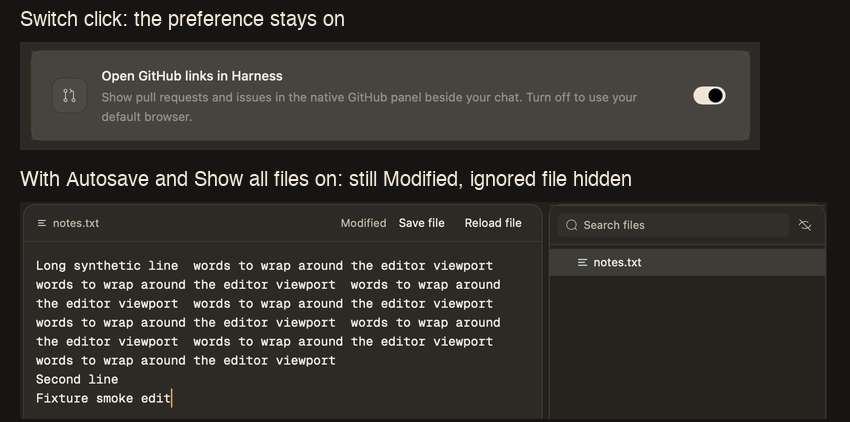 Switch click: the preference stays on
Open GitHub links in Harness
Show pull requests and issues in the native GitHub panel beside your chat. Turn off to use your
default browser.
With Autosave and Show all files on: still Modified, ignored file hidden
notes.txt Modified Save file Reload file
Search files
notes.txt
Long synthetic line  words to wrap around the editor viewport
words to wrap around the editor viewport  words to wrap around
the editor viewport  words to wrap around the editor viewport
words to wrap around the editor viewport  words to wrap around
the editor viewport  words to wrap around the editor viewport
words to wrap around the editor viewport
Second line
Fixture smoke edit